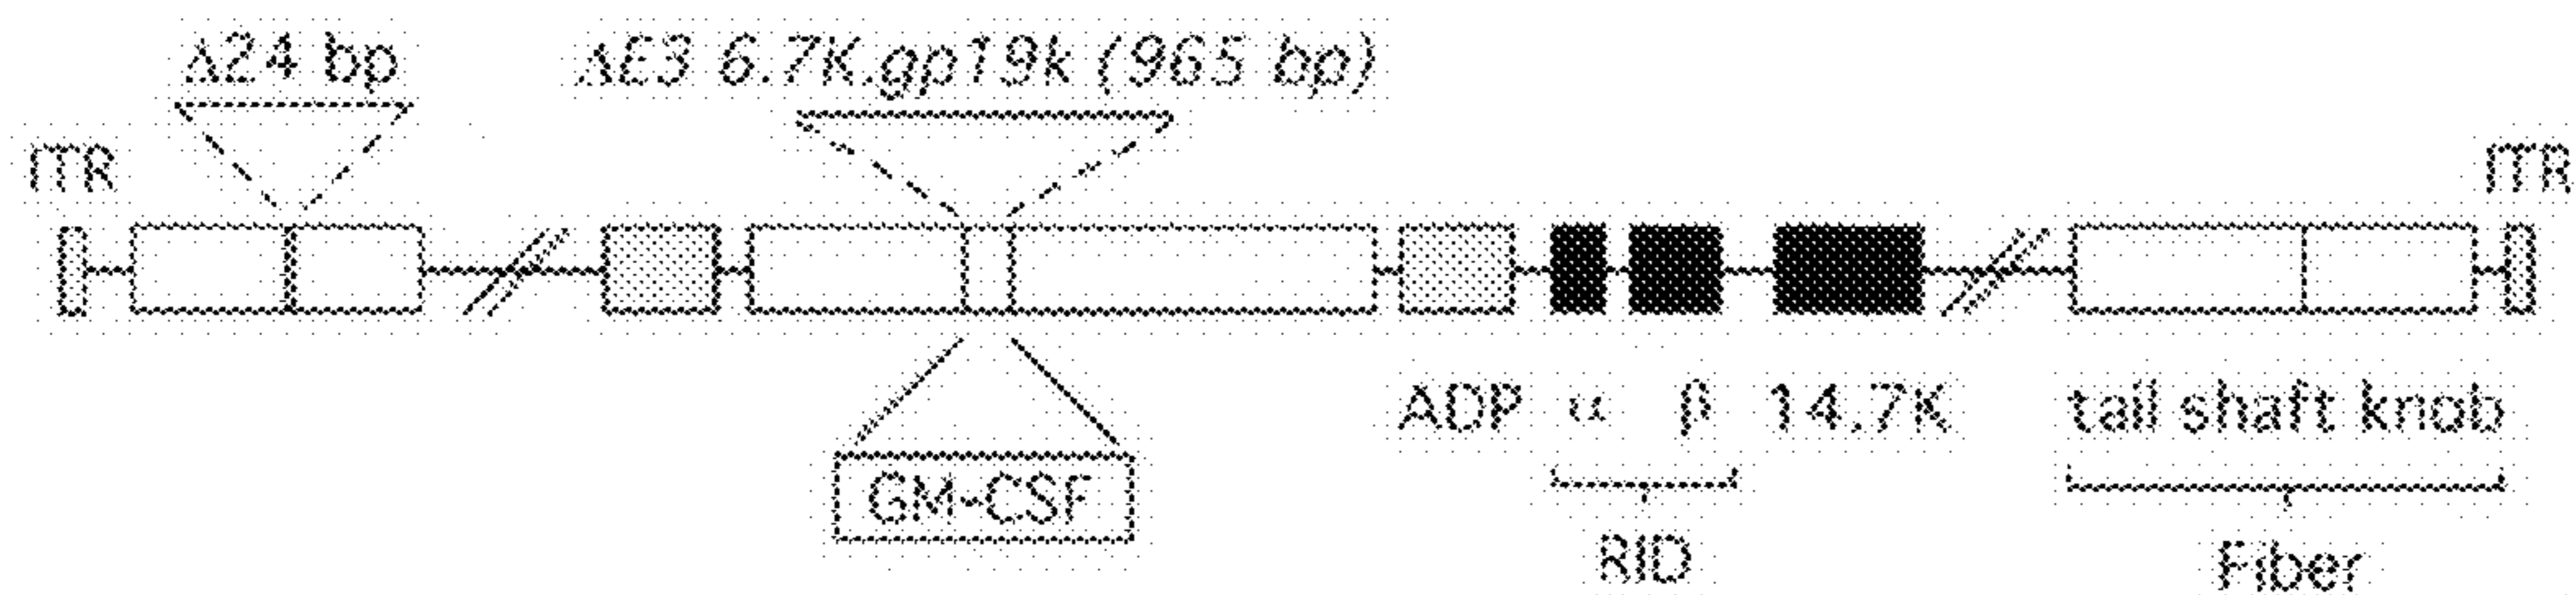 Δ24 bp
ΔE3 6.7K.gp19k (965 bp)
ITR
ITR
ADP α β 14.7K tail shaft knob
GM-CSF
RID
Fiber